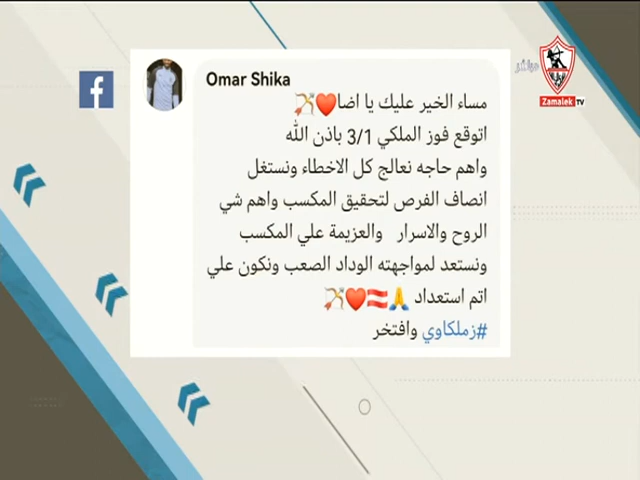 مباشر
Zamalek TV
Omar Shika
مساء الخير عليك يا اضا❤️🏹
اتوقع فوز الملكي 3/1 باذن الله
واهم حاجه نعالج كل الاخطاء ونستغل
انصاف الفرص لتحقيق المكسب واهم شي
الروح والاسرار والعزيمة علي المكسب
ونستعد لمواجهته الوداد الصعب ونكون علي
اتم استعداد 🙏🇦🇹❤️🏹
#زملكاوي وافتخر